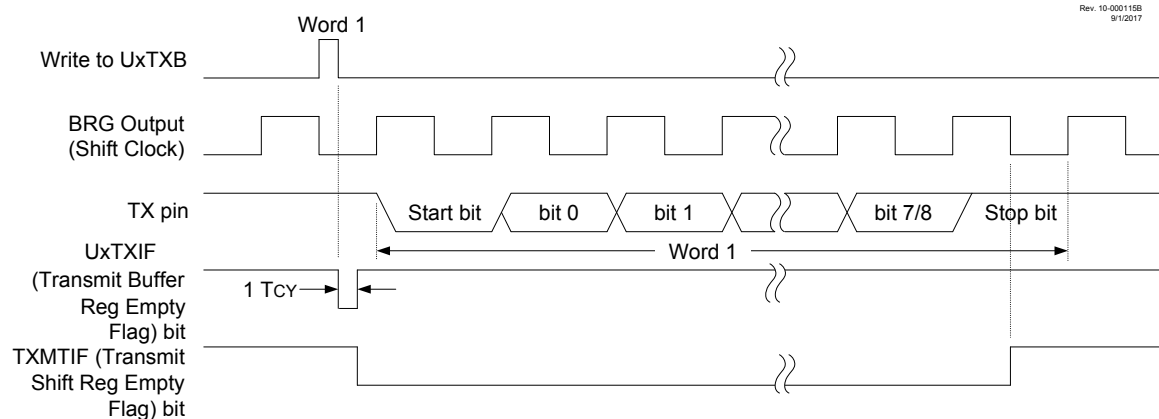 Rev. 10-000115B
9/1/2017
Word 1
Write to UxTXB
BRG Output
(Shift Clock)
TX pin
Start bit
bit 0
bit 1
bit 7/8
Stop bit
Word 1
UxTXIF
(Transmit Buffer
Reg Empty
Flag) bit
1 TCY
TXMTIF (Transmit
Shift Reg Empty
Flag) bit